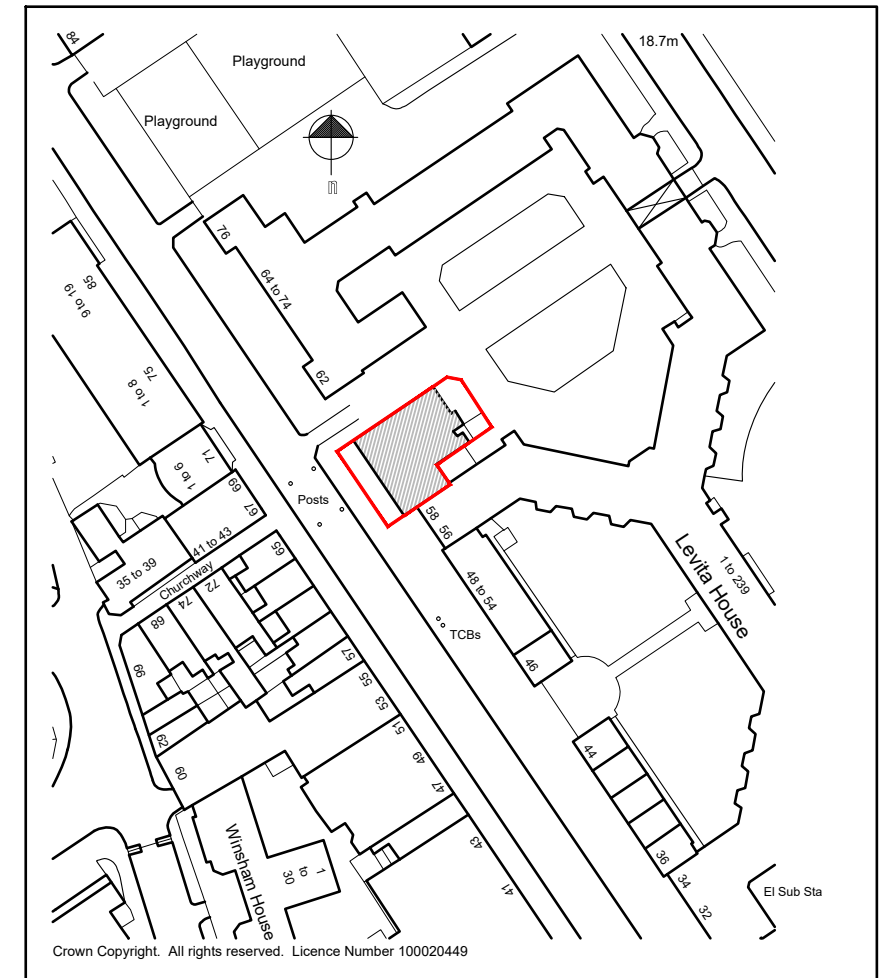 84
Playground
18.7m
Playground
n
76
64 to 74
62
85
9 to 19
75
1 to 8
71
1 to 6
69
67
Posts
58
56
41 to 43
35 to 39
65
Churchway
72
74
68
66
48 to 54
Levita House
1 to 239
TCBs
57
55
53
46
62
60
51
49
47
44
43
41
Winsham House
1
to
30
36
34
32
El Sub Sta
Crown Copyright. All rights reserved. Licence Number 100020449